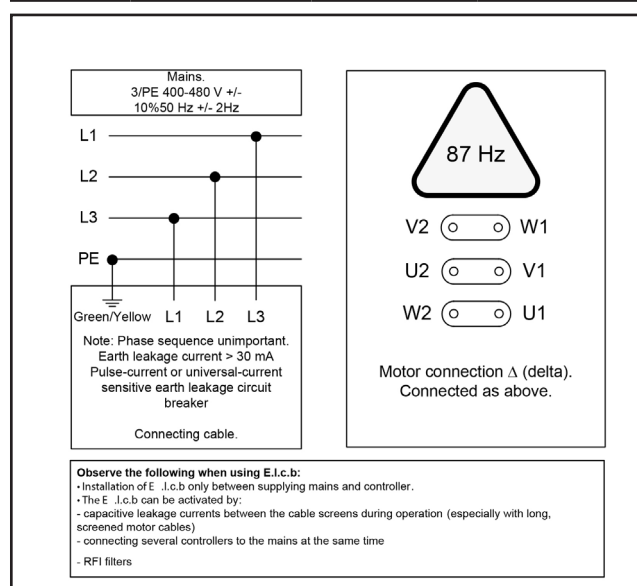 Mains.
3/PE 400-480 V +/-
10%50 Hz +/- 2Hz
L1
L2
L3
PE
Green/Yellow L1 L2 L3
Note: Phase sequence unimportant.
Earth leakage current > 30 mA
Pulse-current or universal-current
sensitive earth leakage circuit
breaker
Connecting cable.
87 Hz
V2 W1
U2 V1
W2 U1
Motor connection Δ (delta).
Connected as above.
Observe the following when using E.l.c.b:
• Installation of E .l.c.b only between supplying mains and controller.
• The E .l.c.b can be activated by:
- capacitive leakage currents between the cable screens during operation (especially with long,
screened motor cables)
- connecting several controllers to the mains at the same time
- RFI filters